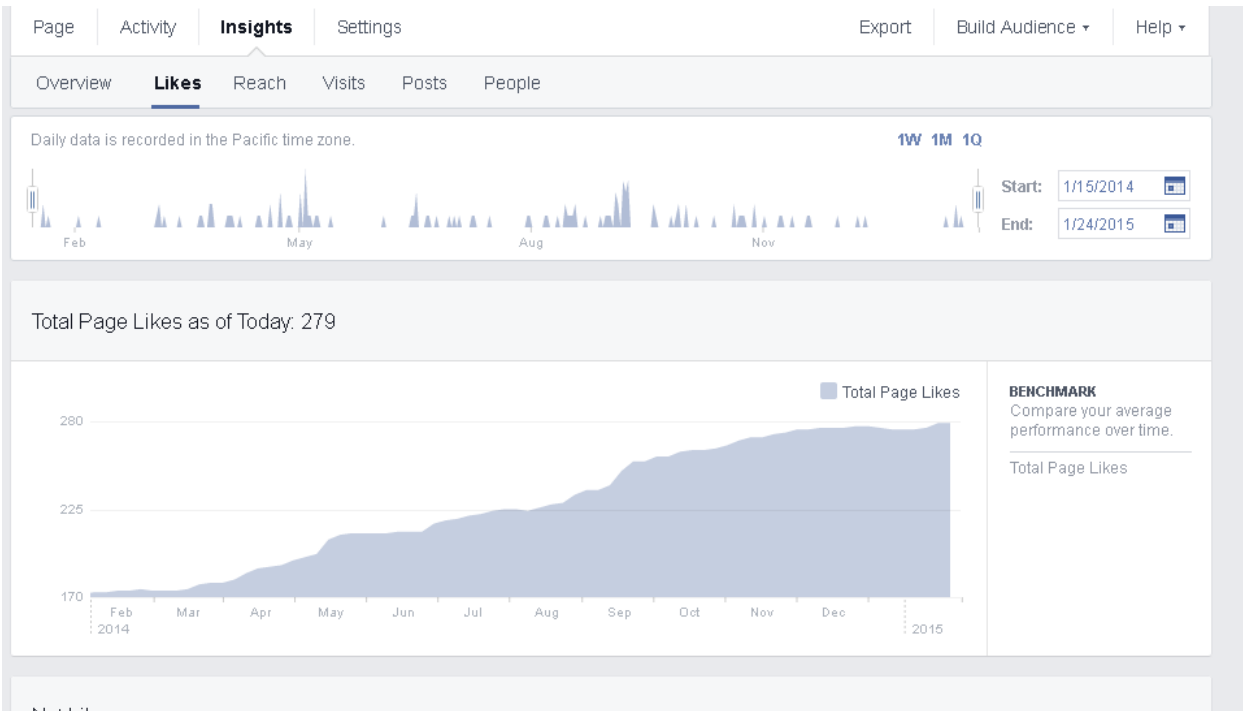 Page Activity Insights Settings Export Build Audience Help
Overview Likes Reach Visits Posts People
Daily data is recorded in the Pacific time zone. 1W 1M 1Q
Start: 1/15/2014
End: 1/24/2015
Feb May Aug Nov
Total Page Likes as of Today: 279
Total Page Likes
BENCHMARK
Compare your average
performance over time.
Total Page Likes
280
225
170
Feb Mar Apr May Jun Jul Aug Sep Oct Nov Dec
2014 2015